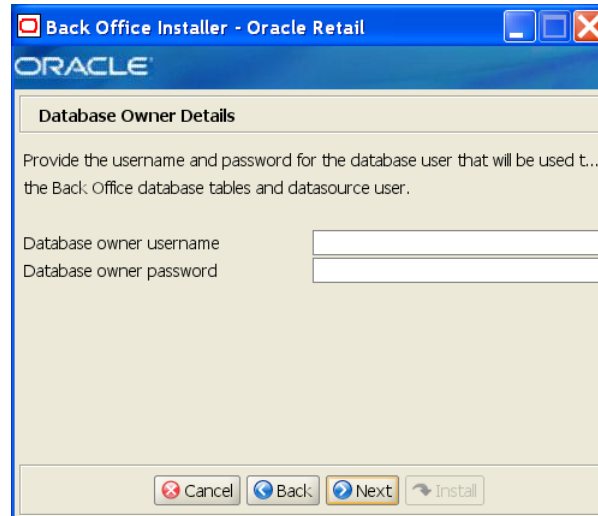 Back Office Installer - Oracle Retail
ORACLE
Database Owner Details
Provide the username and password for the database user that will be used t...
the Back Office database tables and datasource user.
Database owner username
Database owner password
Cancel Back Next Install